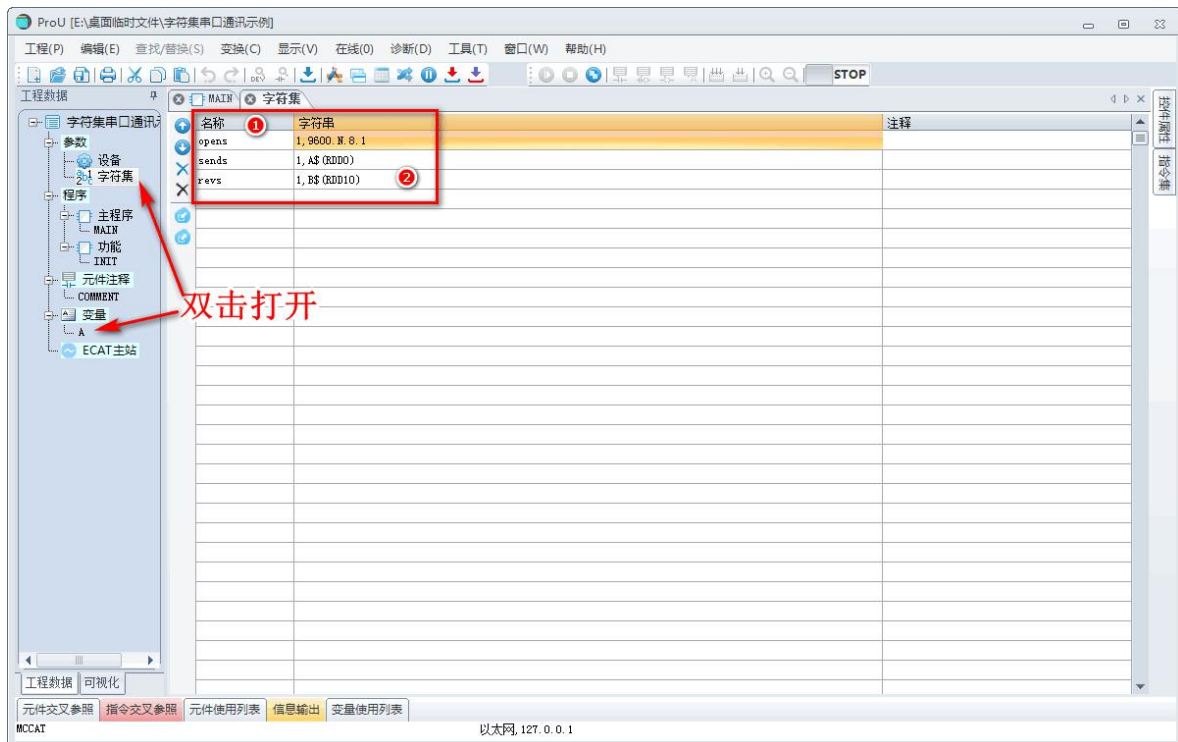 ProU [E:\桌面临时文件\字符集串口通讯示例]
工程(P) 编辑(E) 查找/替换(S) 变换(C) 显示(V) 在线(O) 诊断(D) 工具(T) 窗口(W) 帮助(H)
STOP
工程数据
MAIN 字符集
字符集串口通讯示
参数
设备
字符集
程序
主程序
MAIN
功能
INIT
元件注释
COMMENT
变量
A
ECAT主站
名称 1 字符串 注释
opens 1,9600.N.8.1
sends 1,A$(RDD0)
revs 1,B$(RDD10) 2
双击打开
软件属性
指令集
工程数据 可视化
元件交叉参照 指令交叉参照 元件使用列表 信息输出 变量使用列表
MCCAT 以太网,127.0.0.1